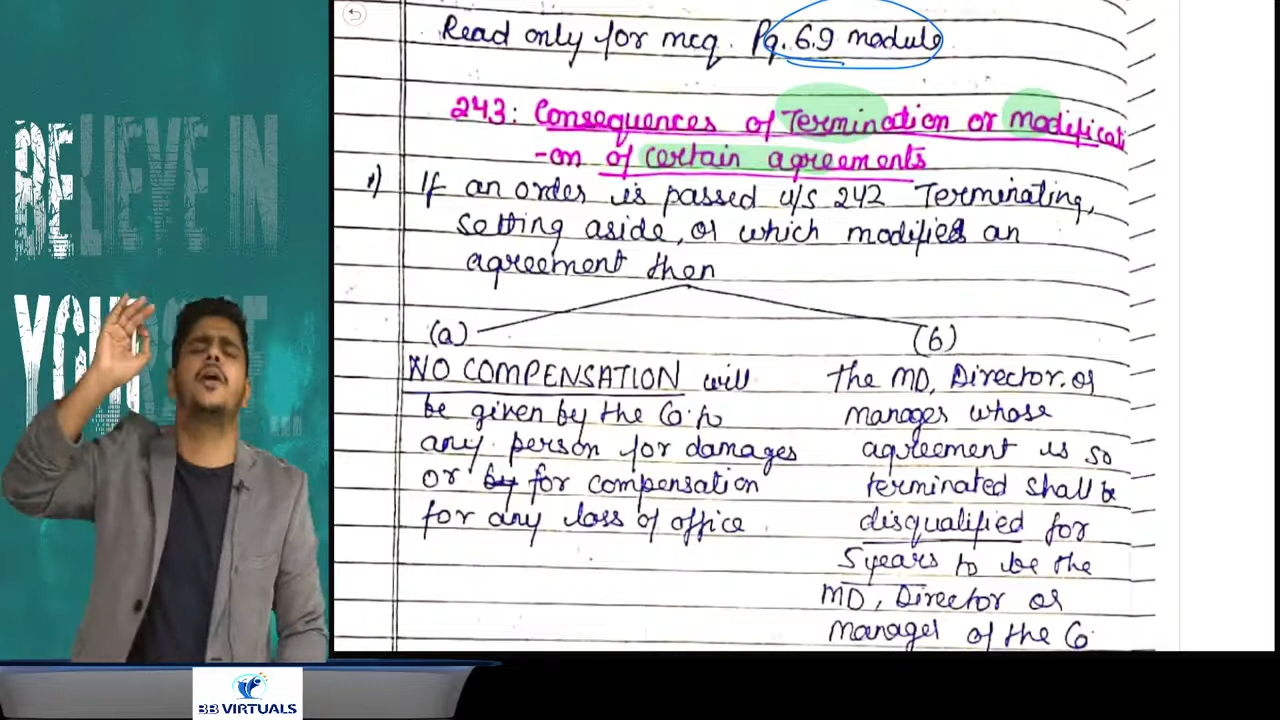 Read only for mcq. Pg. 6.9 module
243: Consequences of Termination or modificati
-on of certain agreements
1) If an order is passed u/s 242 Terminating,
setting aside, or which modifies an
agreement then
(a)
(b)
NO COMPENSATION will
be given by the Co. to
any person for damages
or by for compensation
for any loss of office
the MD, Director or
manager whose
agreement is so
terminated shall be
disqualified for
5 years to be the
MD, Director or
manager of the Co.
BELIEVE IN
BB VIRTUALS